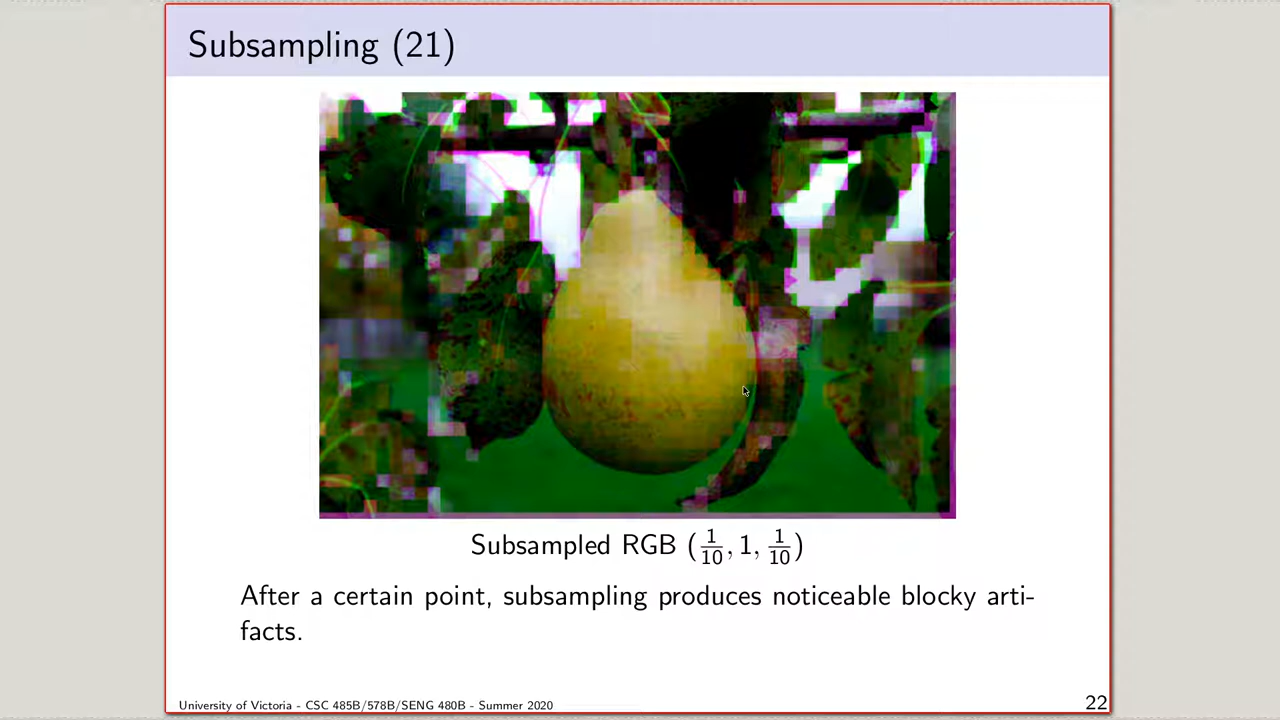 Subsampling (21)
Subsampled RGB (1/10, 1, 1/10)
After a certain point, subsampling produces noticeable blocky arti-
facts.
University of Victoria - CSC 485B/578B/SENG 480B - Summer 2020
22